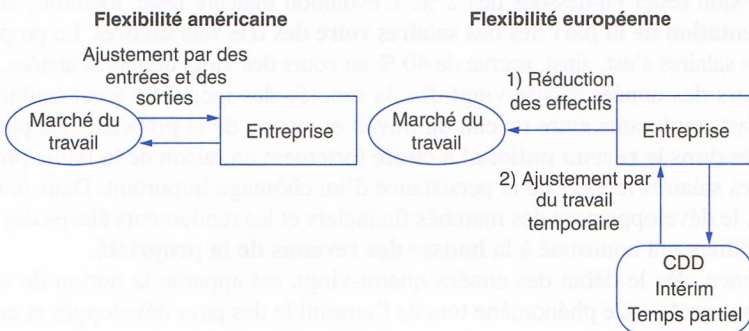 Flexibilité américaine
Ajustement par des
entrées et des
sorties
Marché du
travail
Entreprise
Flexibilité européenne
1) Réduction
des effectifs
Marché du
travail
Entreprise
2) Ajustement par
du travail
temporaire
CDD
Intérim
Temps partiel